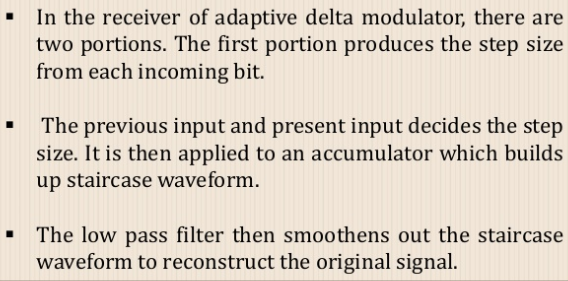 ▪ In the receiver of adaptive delta modulator, there are
two portions. The first portion produces the step size
from each incoming bit.
▪ The previous input and present input decides the step
size. It is then applied to an accumulator which builds
up staircase waveform.
▪ The low pass filter then smoothens out the staircase
waveform to reconstruct the original signal.